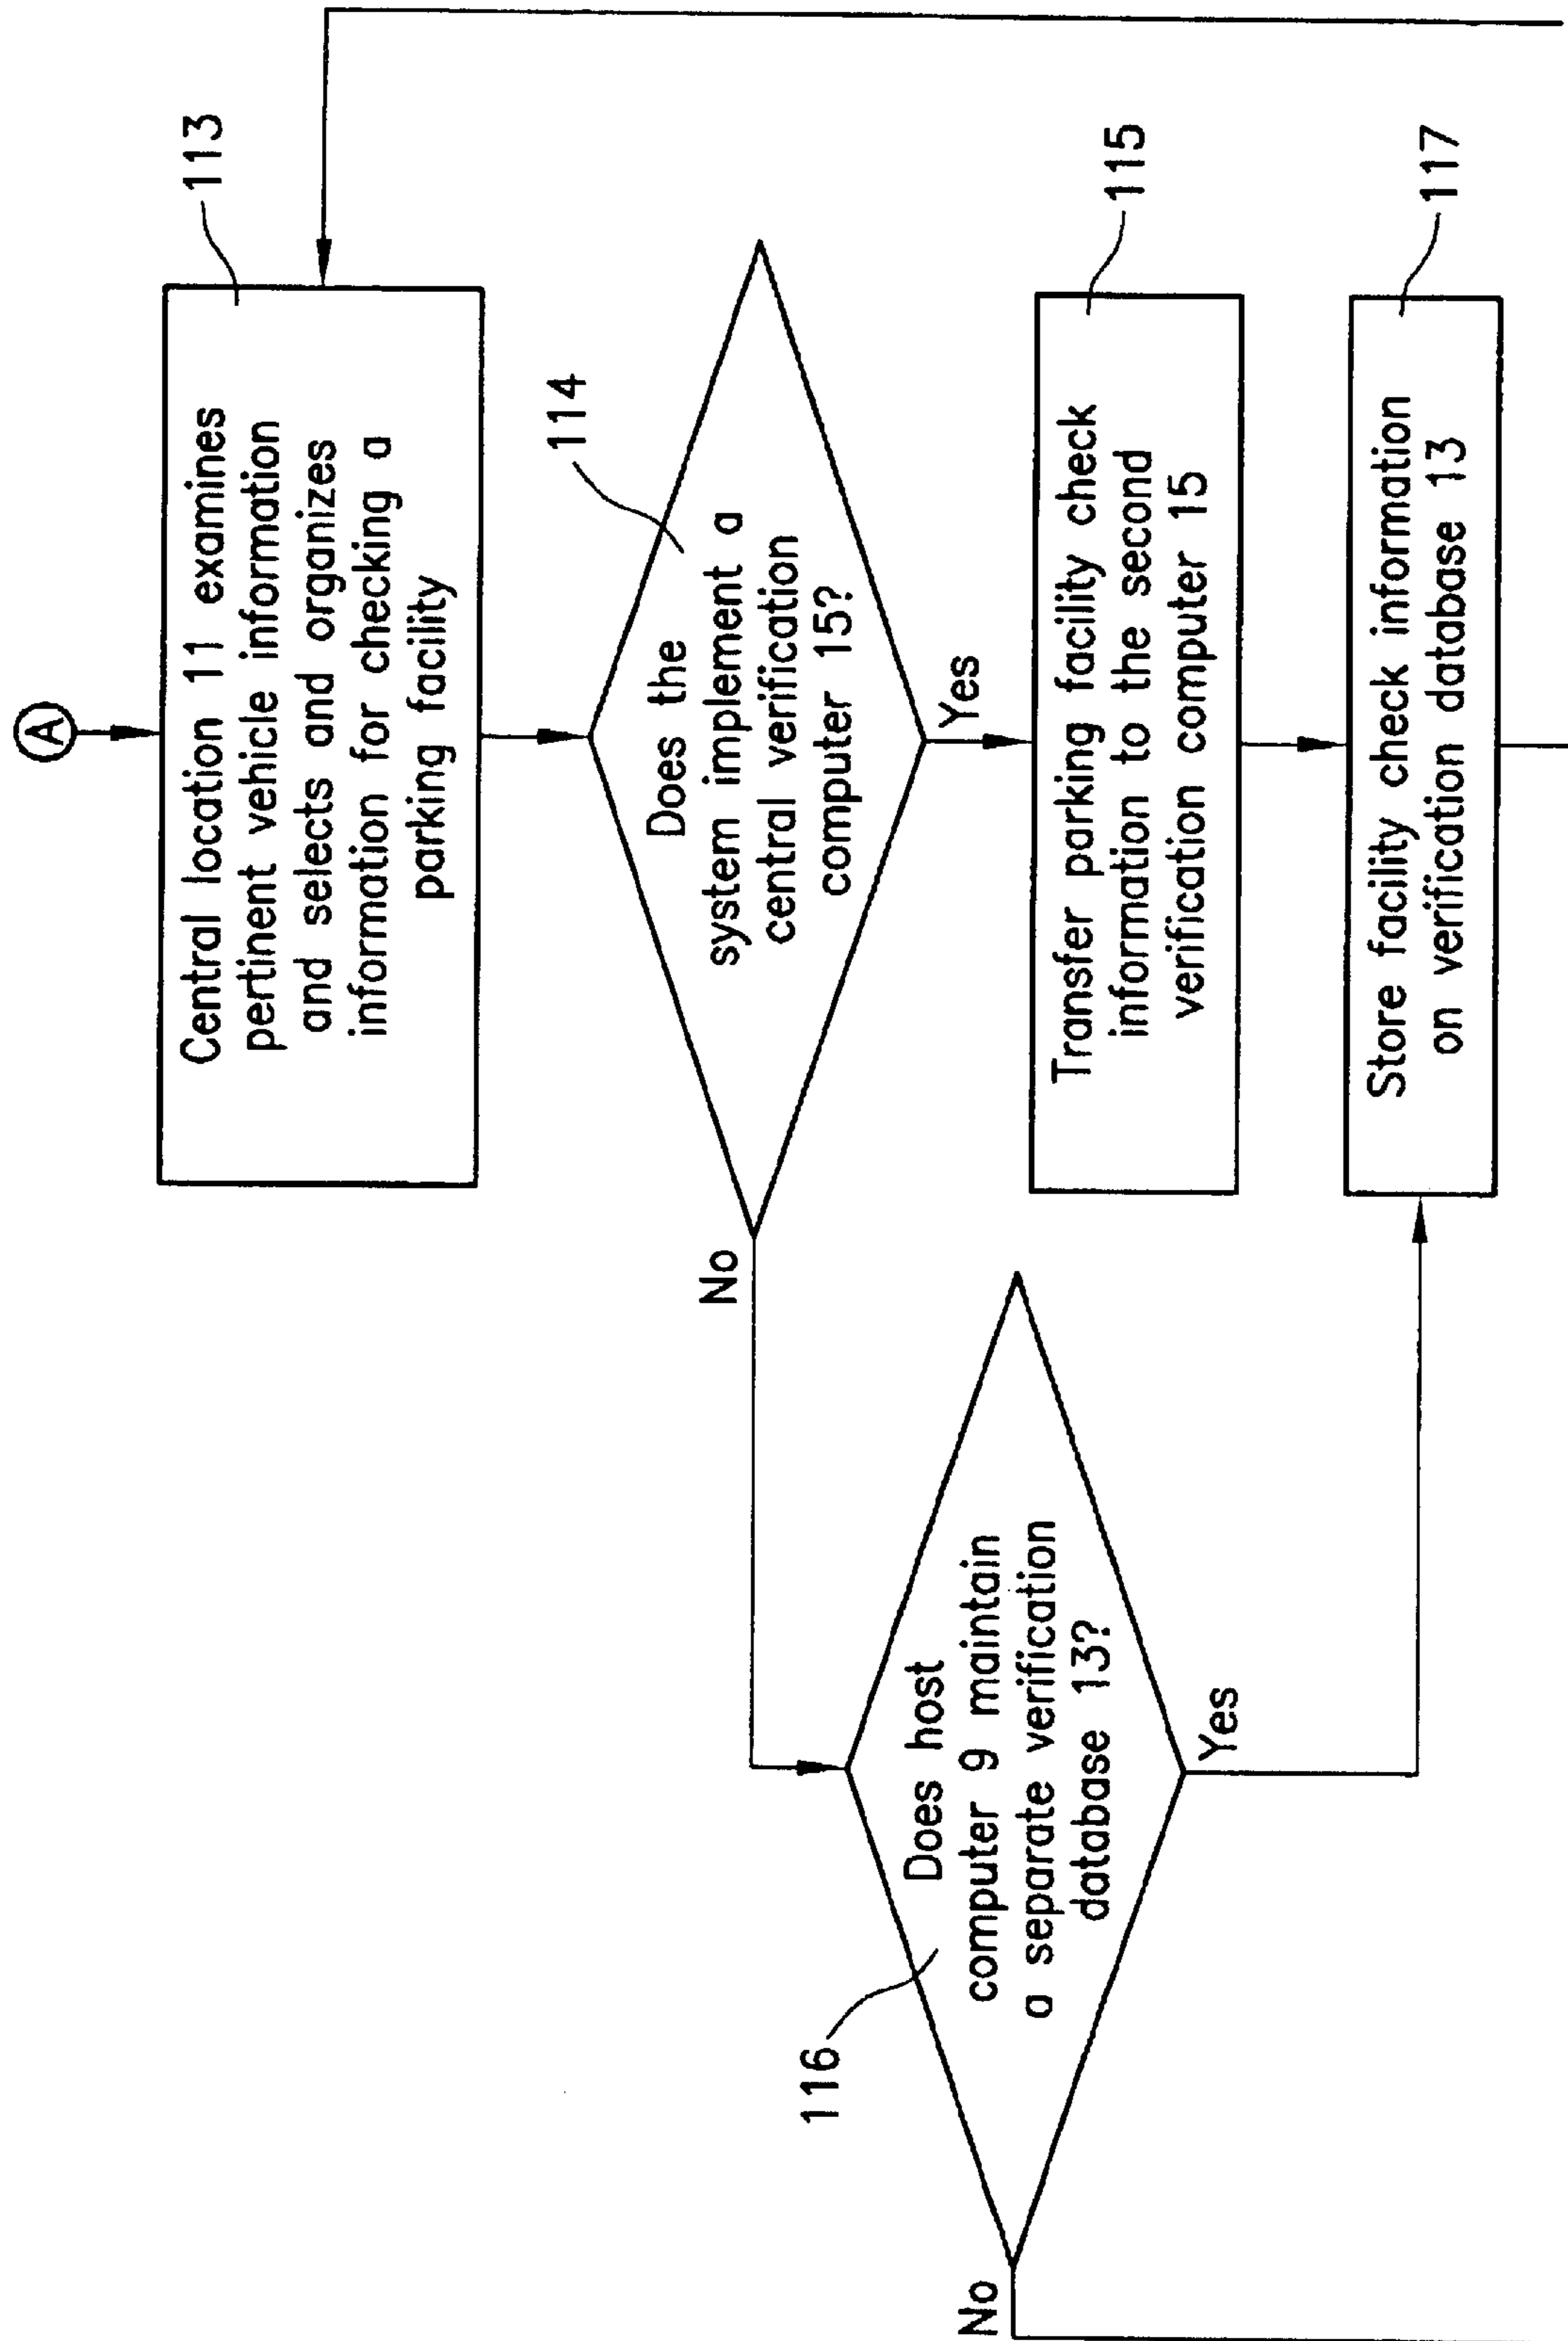 A
113
Central location 11 examines
pertinent vehicle information
and selects and organizes
information for checking a
parking facility
114
Does the
system implement a
central verification
computer 15?
No
Yes
115
Transfer parking facility check
information to the second
verification computer 15
116
Does host
computer 9 maintain
a separate verification
database 13?
No
Yes
117
Store facility check information
on verification database 13